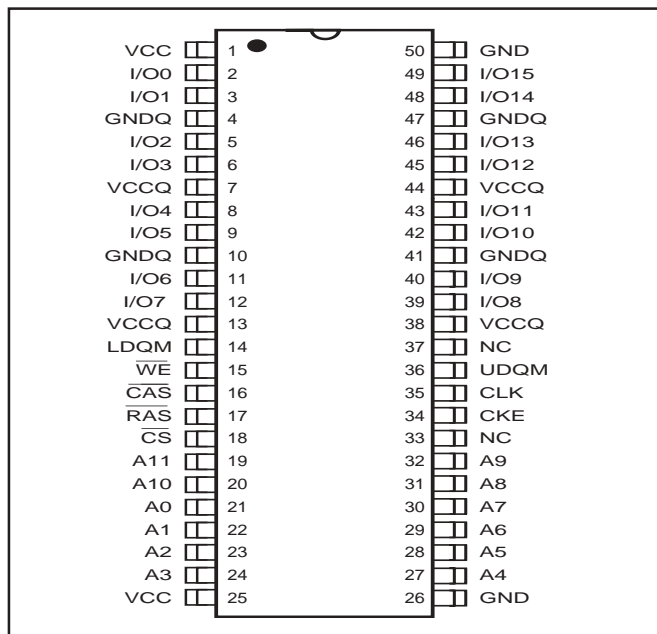 VCC 1 50 GND
I/O0 2 49 I/O15
I/O1 3 48 I/O14
GNDQ 4 47 GNDQ
I/O2 5 46 I/O13
I/O3 6 45 I/O12
VCCQ 7 44 VCCQ
I/O4 8 43 I/O11
I/O5 9 42 I/O10
GNDQ 10 41 GNDQ
I/O6 11 40 I/O9
I/O7 12 39 I/O8
VCCQ 13 38 VCCQ
LDQM 14 37 NC
W̅E̅ 15 36 UDQM
C̅A̅S̅ 16 35 CLK
R̅A̅S̅ 17 34 CKE
C̅S̅ 18 33 NC
A11 19 32 A9
A10 20 31 A8
A0 21 30 A7
A1 22 29 A6
A2 23 28 A5
A3 24 27 A4
VCC 25 26 GND